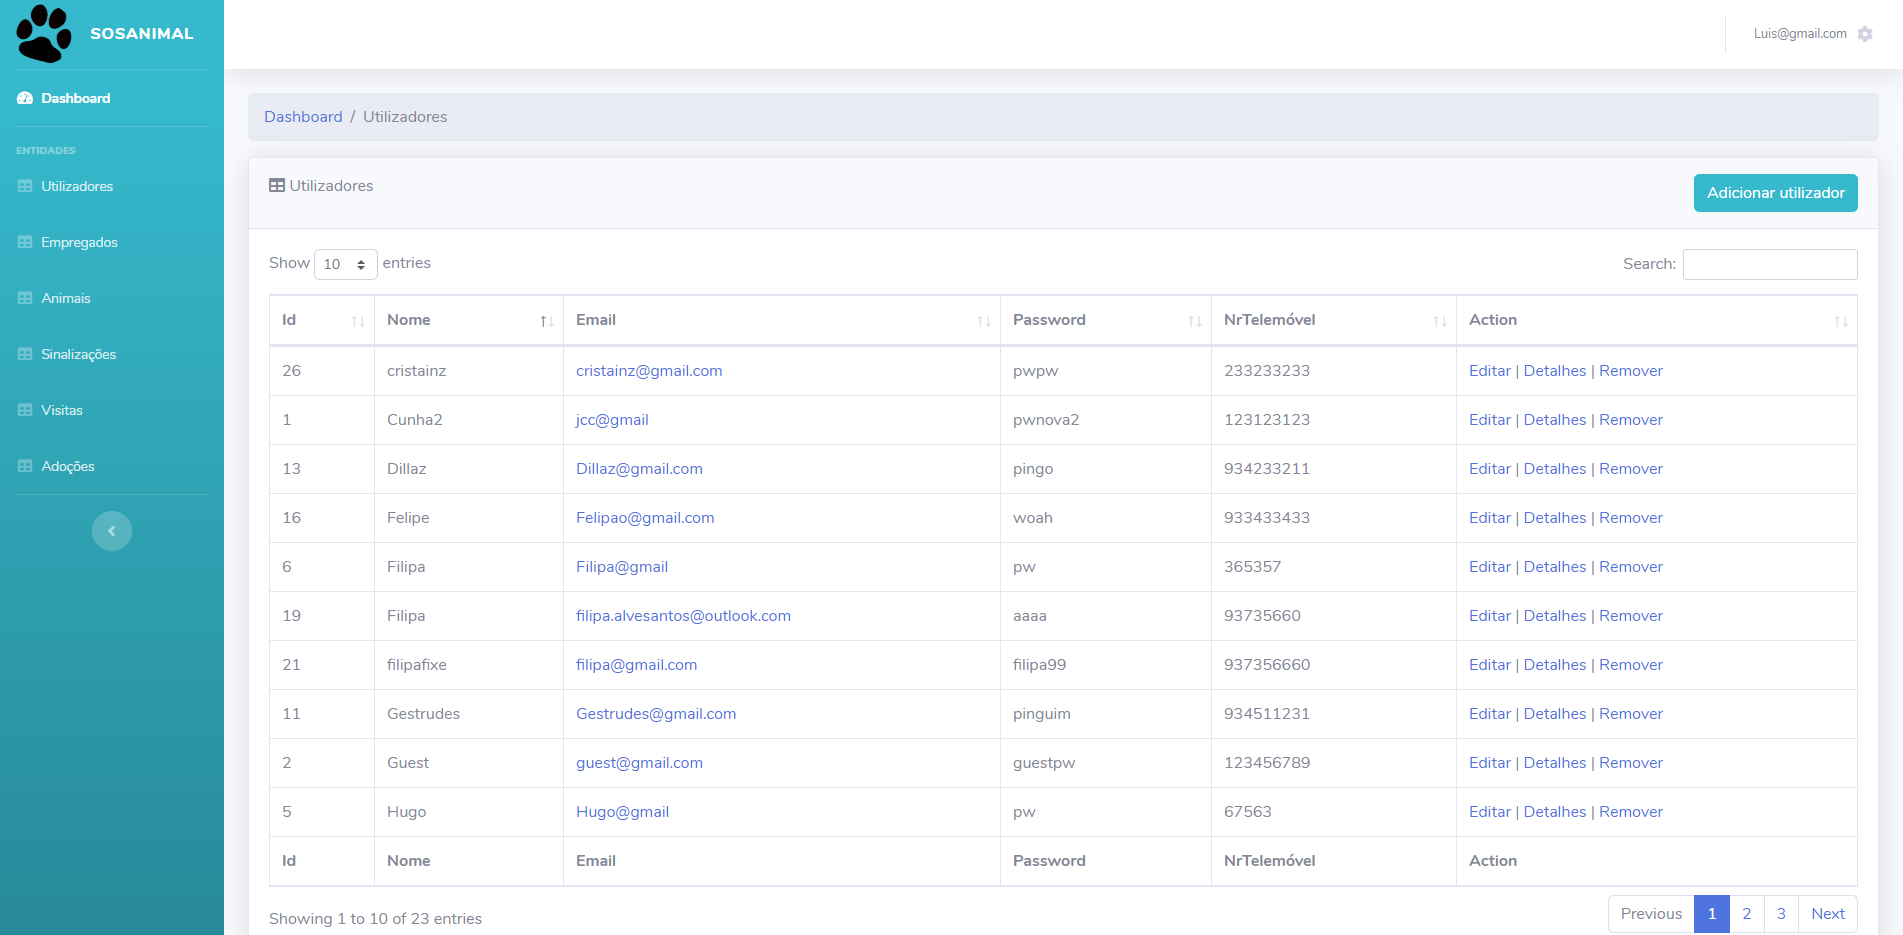 SOSANIMAL
Luis@gmail.com
Dashboard
ENTIDADES
Utilizadores
Empregados
Animais
Sinalizações
Visitas
Adoções
Dashboard / Utilizadores
Utilizadores
Adicionar utilizador
Show 10 entries
Search:
Id Nome Email Password NrTelemóvel Action
26 cristainz cristainz@gmail.com pwpw 233233233 Editar | Detalhes | Remover
1 Cunha2 jcc@gmail pwnova2 123123123 Editar | Detalhes | Remover
13 Dillaz Dillaz@gmail.com pingo 934233211 Editar | Detalhes | Remover
16 Felipe Felipao@gmail.com woah 933433433 Editar | Detalhes | Remover
6 Filipa Filipa@gmail pw 365357 Editar | Detalhes | Remover
19 Filipa filipa.alvesantos@outlook.com aaaa 93735660 Editar | Detalhes | Remover
21 filipafixe filipa@gmail.com filipa99 937356660 Editar | Detalhes | Remover
11 Gestrudes Gestrudes@gmail.com pinguim 934511231 Editar | Detalhes | Remover
2 Guest guest@gmail.com guestpw 123456789 Editar | Detalhes | Remover
5 Hugo Hugo@gmail pw 67563 Editar | Detalhes | Remover
Id Nome Email Password NrTelemóvel Action
Showing 1 to 10 of 23 entries
Previous 1 2 3 Next